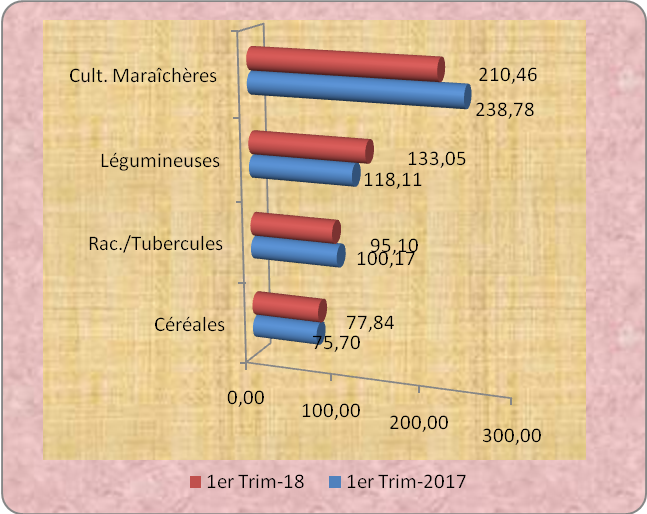 Cult. Maraîchères
210,46
238,78
Légumineuses
133,05
118,11
Rac./Tubercules
95,10
100,17
Céréales
77,84
75,70
0,00
100,00
200,00
300,00
1er Trim-18
1er Trim-2017